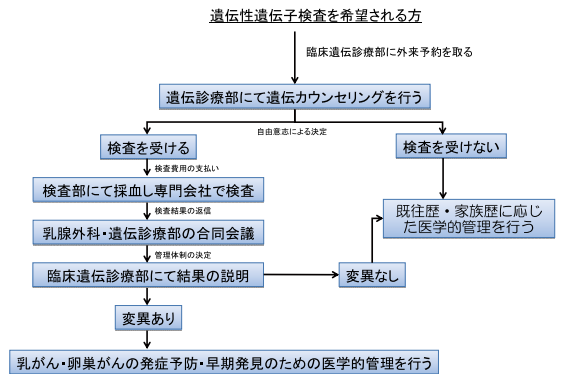 遺伝性遺伝子検査を希望される方
臨床遺伝診療部に外来予約を取る
遺伝診療部にて遺伝カウンセリングを行う
自由意志による決定
検査を受ける
検査を受けない
検査費用の支払い
検査部にて採血し専門会社で検査
検査結果の返信
乳腺外科・遺伝診療部の合同会議
既往歴・家族歴に応じ
た医学的管理を行う
管理体制の決定
臨床遺伝診療部にて結果の説明
変異なし
変異あり
乳がん・卵巣がんの発症予防・早期発見のための医学的管理を行う